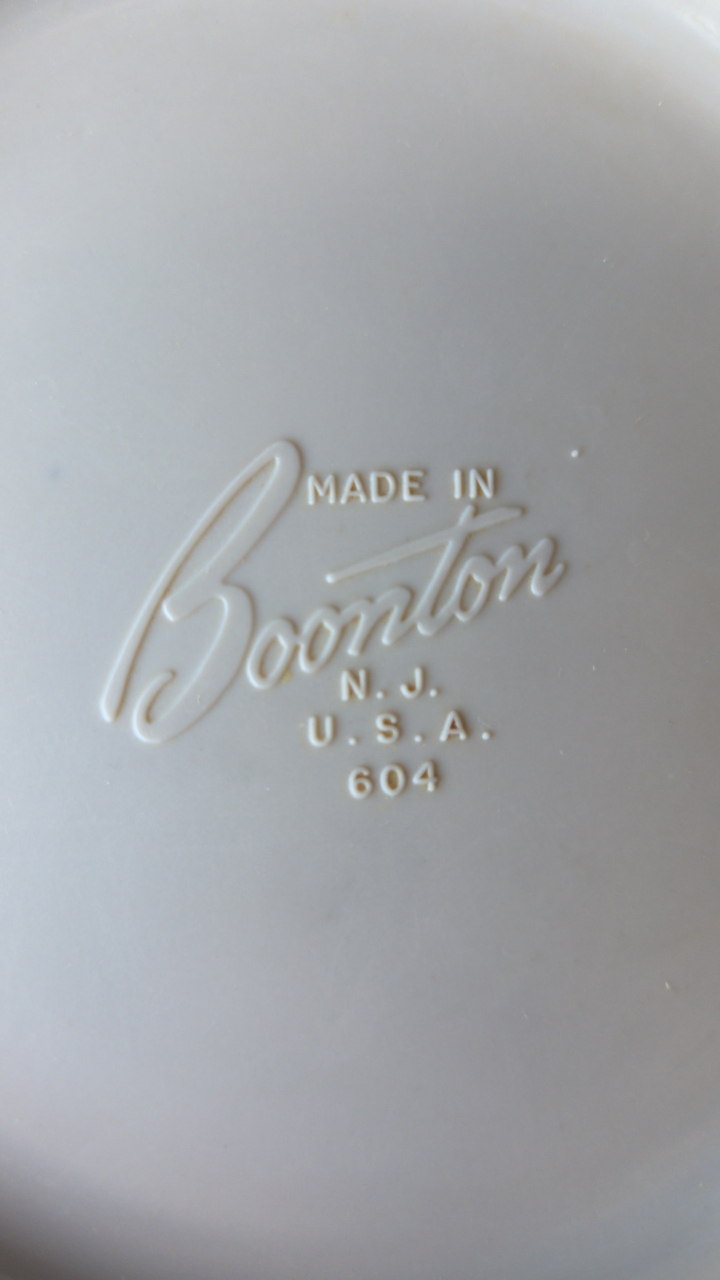 MADE IN
Boonton
N. J.
U. S. A.
604